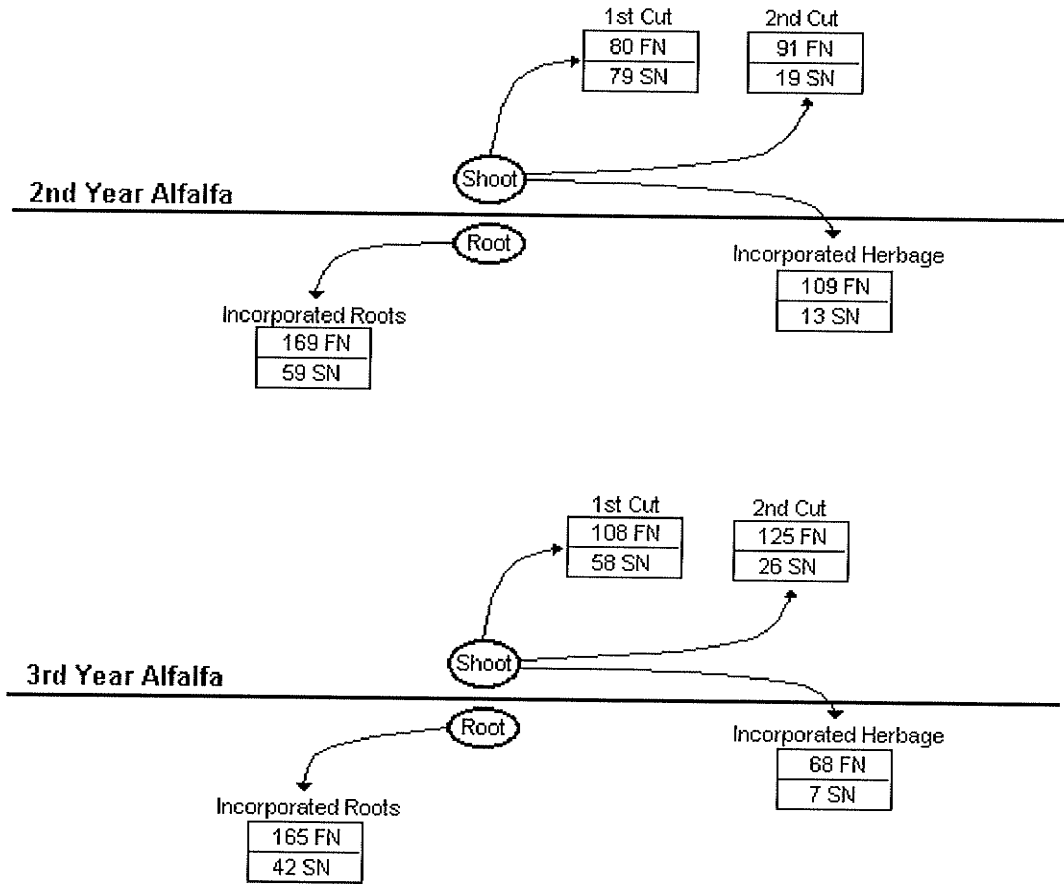 1st Cut
80 FN
79 SN
2nd Cut
91 FN
19 SN
Shoot
2nd Year Alfalfa
Root
Incorporated Herbage
109 FN
13 SN
Incorporated Roots
169 FN
59 SN
1st Cut
108 FN
58 SN
2nd Cut
125 FN
26 SN
Shoot
3rd Year Alfalfa
Root
Incorporated Herbage
68 FN
7 SN
Incorporated Roots
165 FN
42 SN